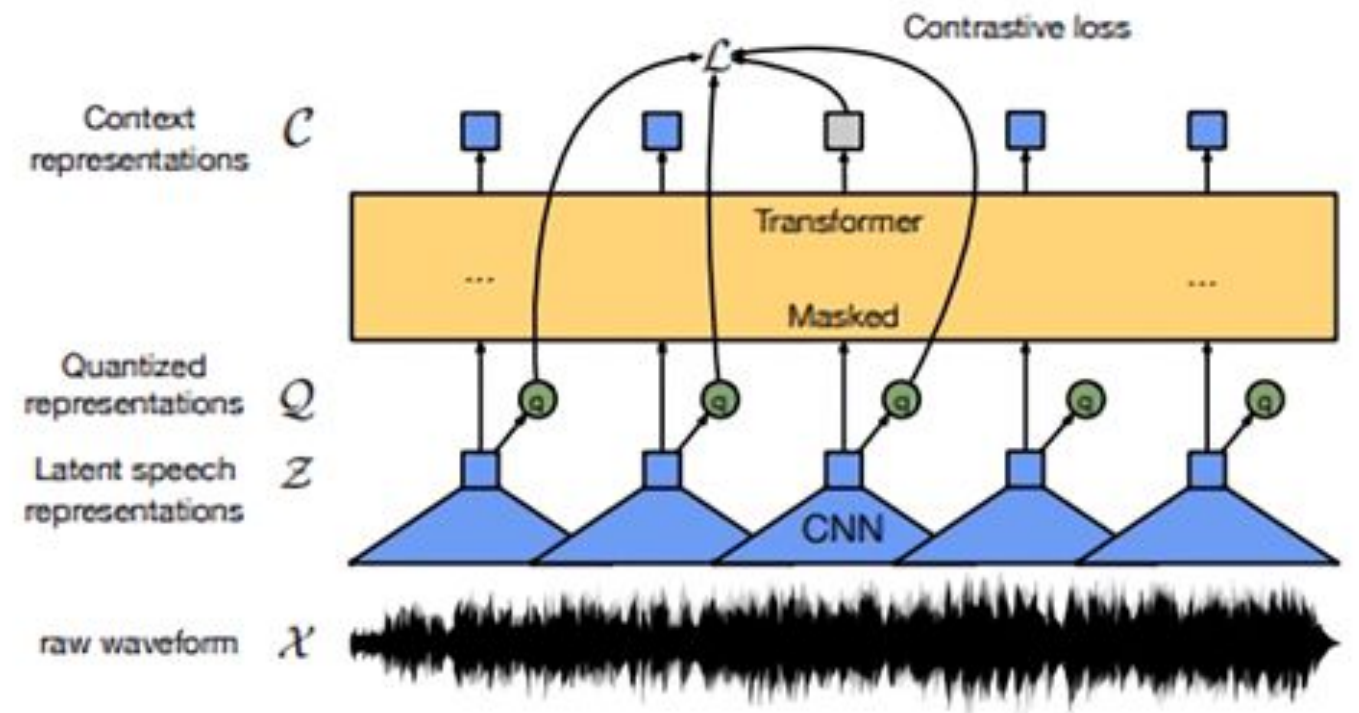 Contrastive loss
L
Context
representations C
Transformer
... ...
Masked
Quantized
representations Q
q q q q q
Latent speech
representations Z
CNN
raw waveform X